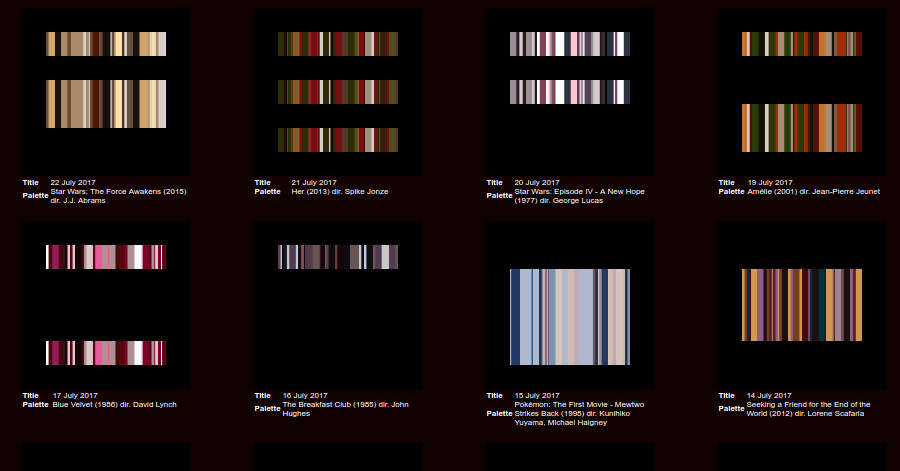 Title 22 July 2017
Palette Star Wars: The Force Awakens (2015)
dir. J.J. Abrams
Title 21 July 2017
Palette Her (2013) dir. Spike Jonze
Title 20 July 2017
Palette Star Wars: Episode IV - A New Hope
(1977) dir. George Lucas
Title 19 July 2017
Palette Amélie (2001) dir. Jean-Pierre Jeunet
Title 17 July 2017
Palette Blue Velvet (1986) dir. David Lynch
Title 16 July 2017
Palette The Breakfast Club (1985) dir. John
Hughes
Title 15 July 2017
Pokémon: The First Movie - Mewtwo
Palette Strikes Back (1998) dir. Kunihiko
Yuyama, Michael Haigney
Title 14 July 2017
Palette Seeking a Friend for the End of the
World (2012) dir. Lorene Scafaria